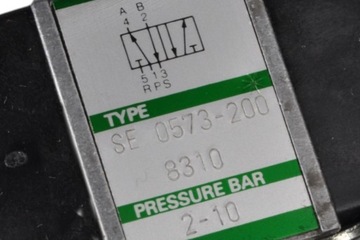 A B
4 2
5 1 3
R P S
TYPE
SE 0573-200
8310
PRESSURE BAR
2-10